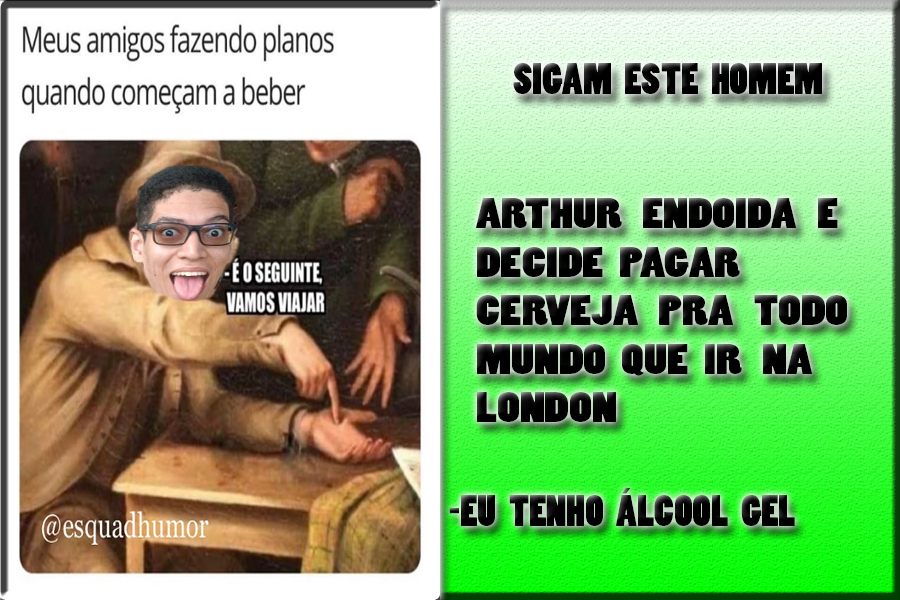 Meus amigos fazendo planos
quando começam a beber
- É O SEGUINTE,
VAMOS VIAJAR
@esquadhumor
SIGAM ESTE HOMEM
ARTHUR ENDOIDA E
DECIDE PAGAR
CERVEJA PRA TODO
MUNDO QUE IR NA
LONDON
-EU TENHO ÁLCOOL GEL